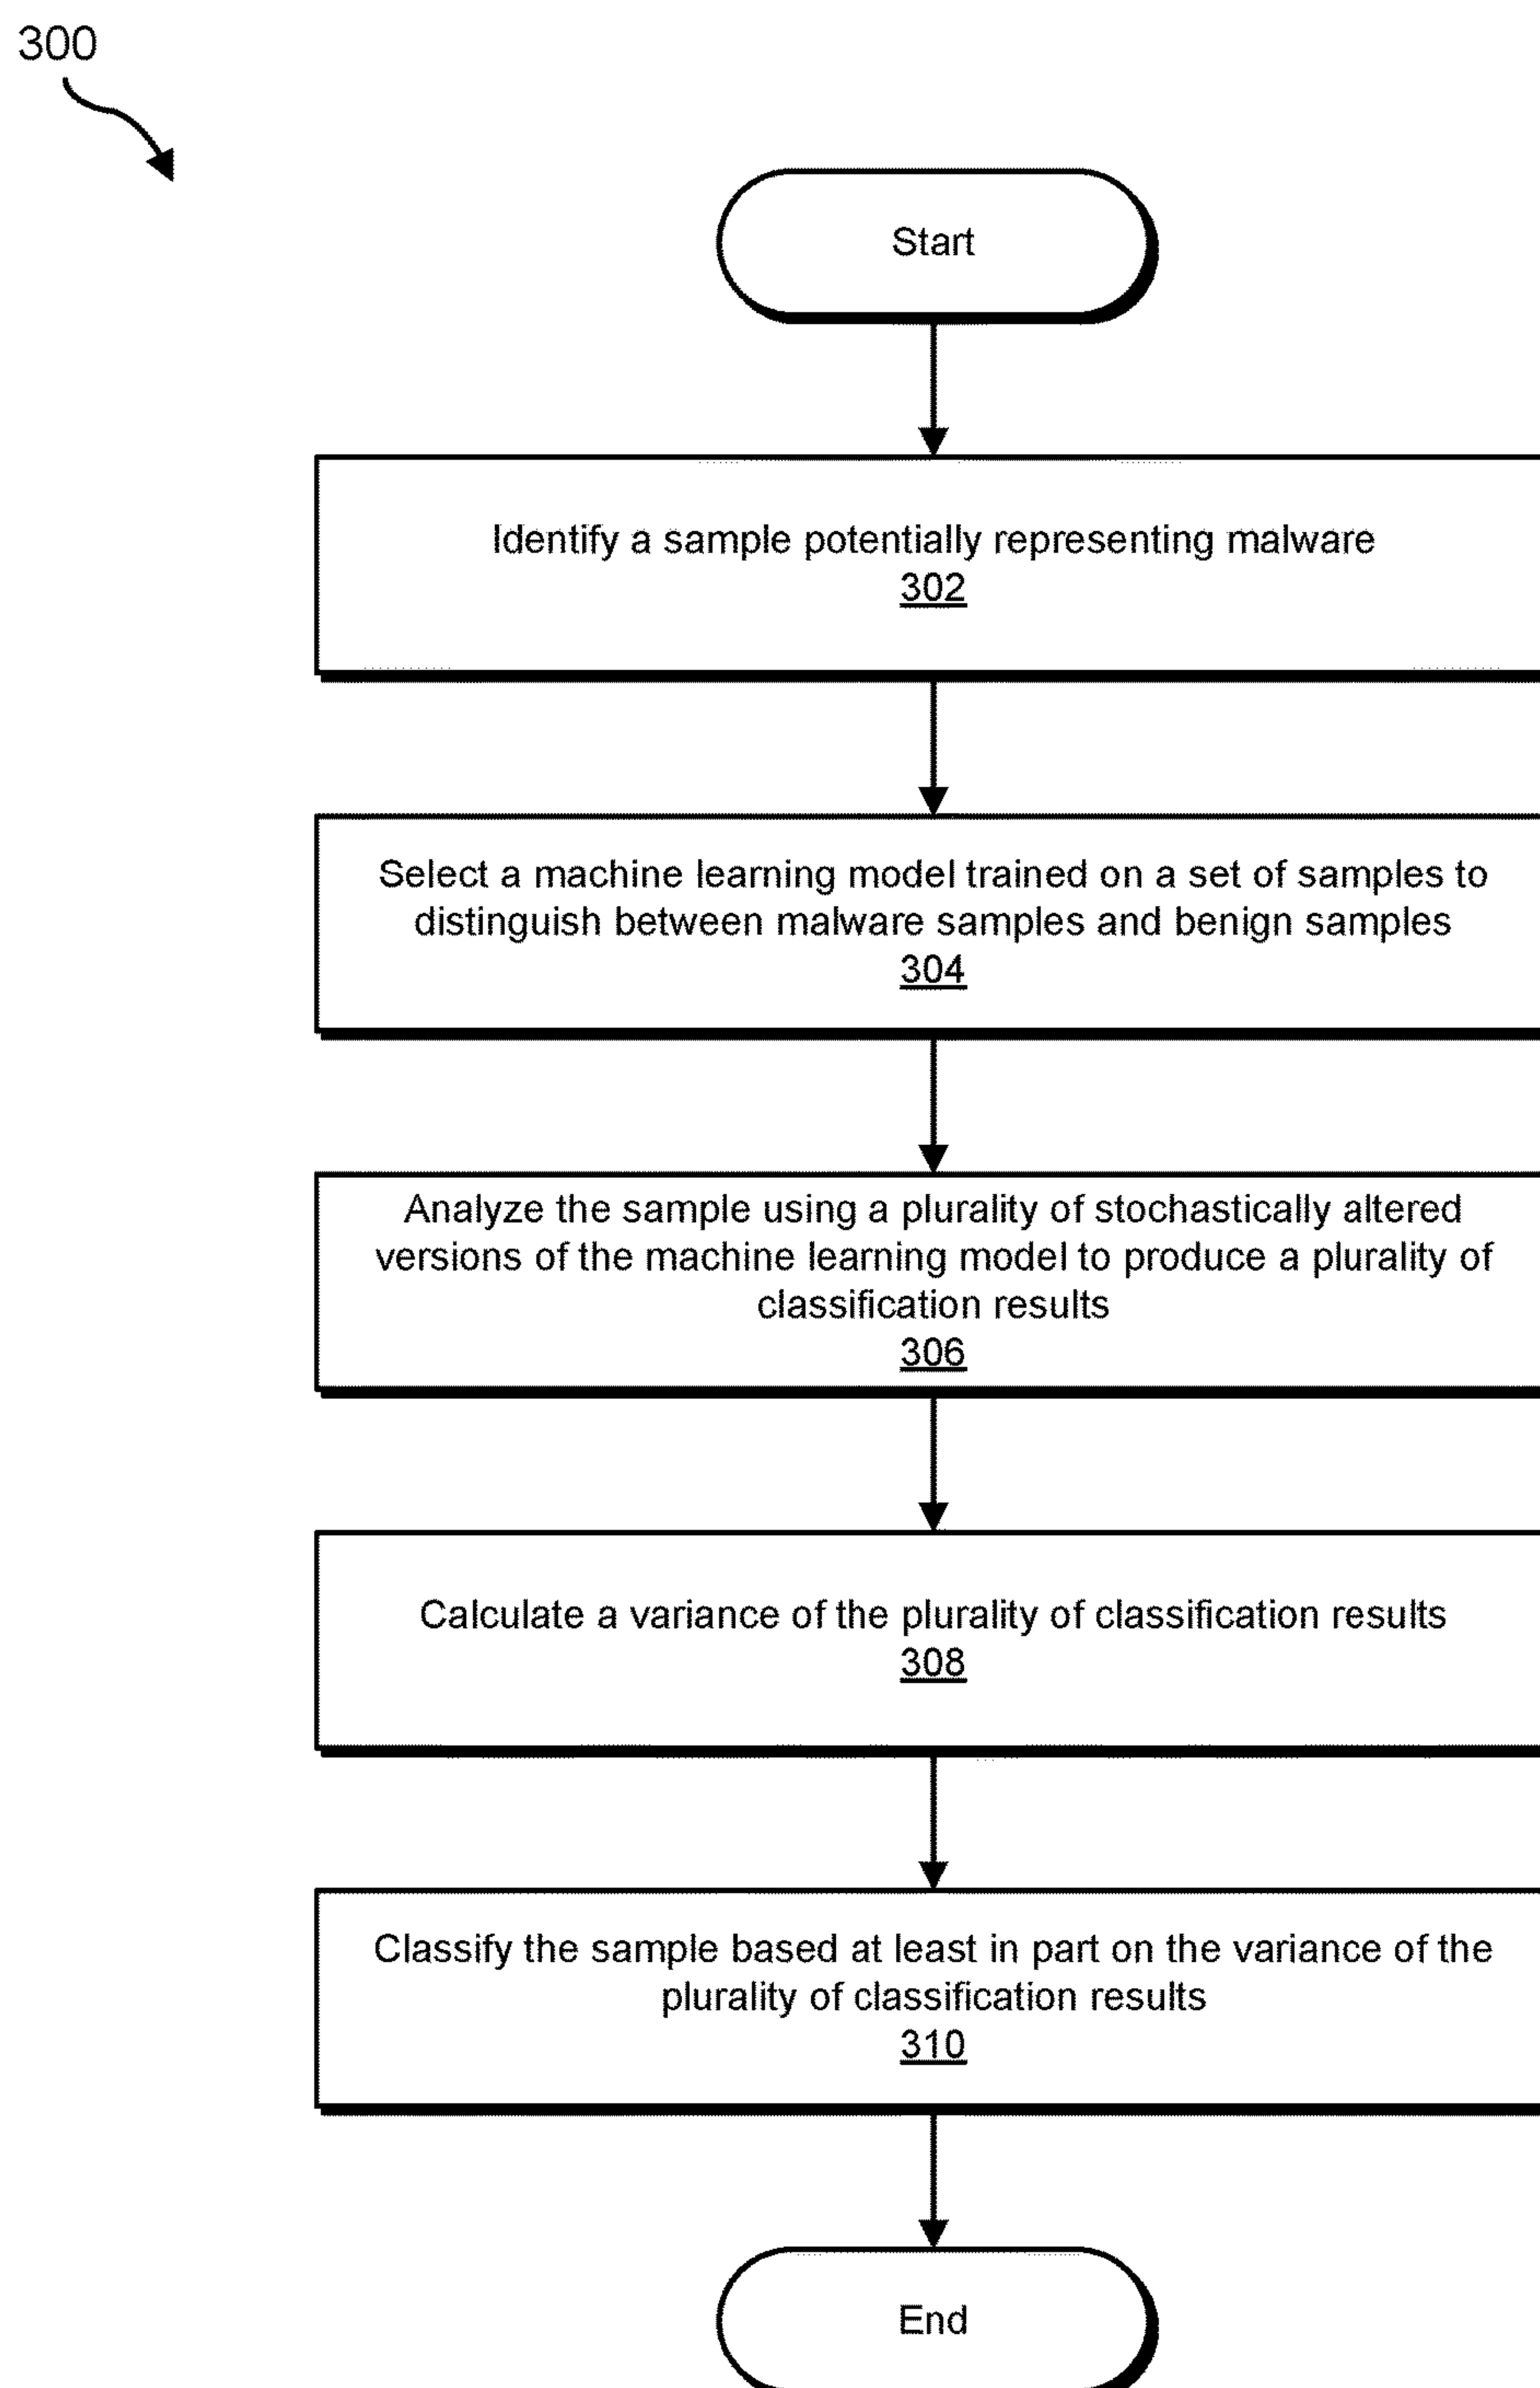 300
Start
Identify a sample potentially representing malware
302
Select a machine learning model trained on a set of samples to
distinguish between malware samples and benign samples
304
Analyze the sample using a plurality of stochastically altered
versions of the machine learning model to produce a plurality of
classification results
306
Calculate a variance of the plurality of classification results
308
Classify the sample based at least in part on the variance of the
plurality of classification results
310
End